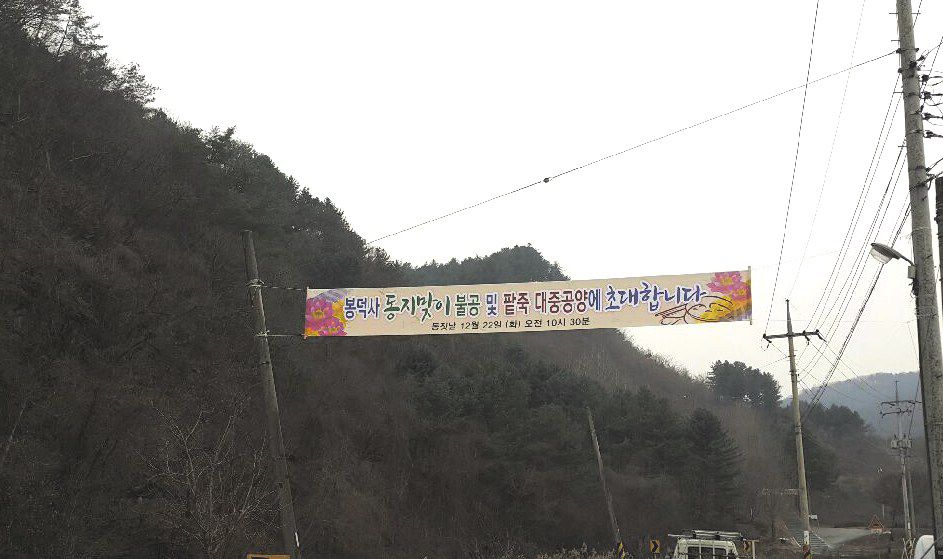 봉덕사 동지맞이 불공 및 팥죽 대중공양에 초대합니다
동짓날 12월 22일 (화) 오전 10시 30분